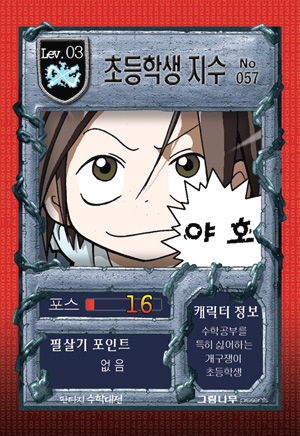 Lev. 03
초등학생 지수
No
057
야호
포스 16
필살기 포인트
없음
캐릭터 정보
수학공부를
특히 싫어하는
개구쟁이
초등학생
판타지 수학대전
그림나무 presents